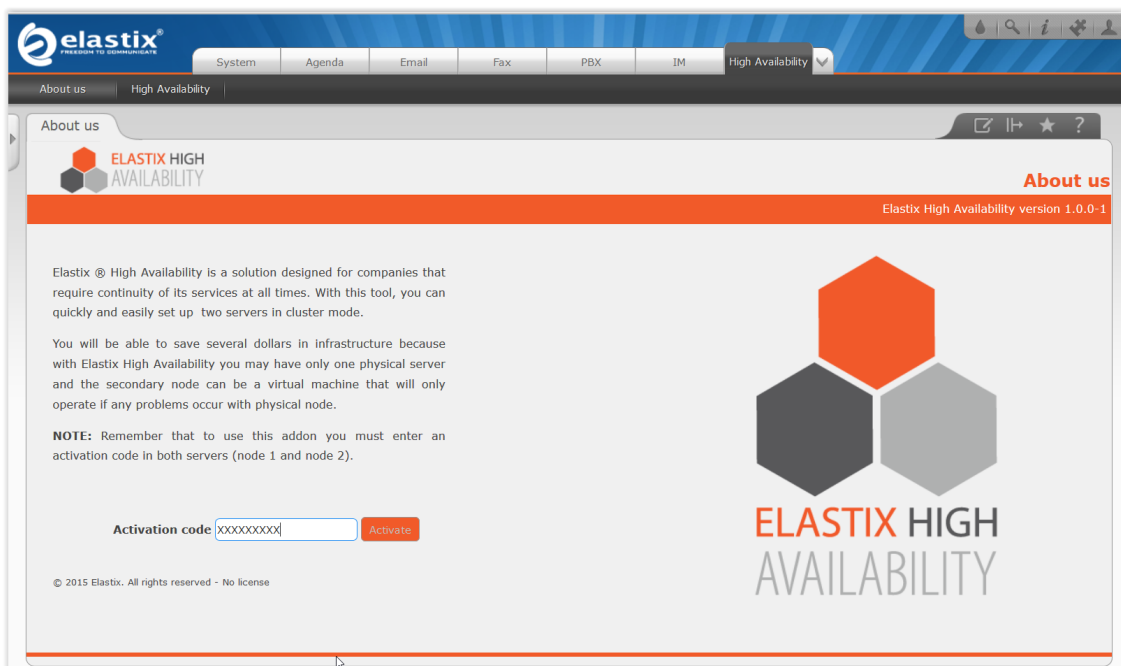 elastix®
FREEDOM TO COMMUNICATE
System Agenda Email Fax PBX IM High Availability
About us High Availability
About us
ELASTIX HIGH
AVAILABILITY
About us
Elastix High Availability version 1.0.0-1
Elastix ® High Availability is a solution designed for companies that
require continuity of its services at all times. With this tool, you can
quickly and easily set up two servers in cluster mode.
You will be able to save several dollars in infrastructure because
with Elastix High Availability you may have only one physical server
and the secondary node can be a virtual machine that will only
operate if any problems occur with physical node.
NOTE: Remember that to use this addon you must enter an
activation code in both servers (node 1 and node 2).
Activation code XXXXXXXXX Activate
© 2015 Elastix. All rights reserved - No license
ELASTIX HIGH
AVAILABILITY